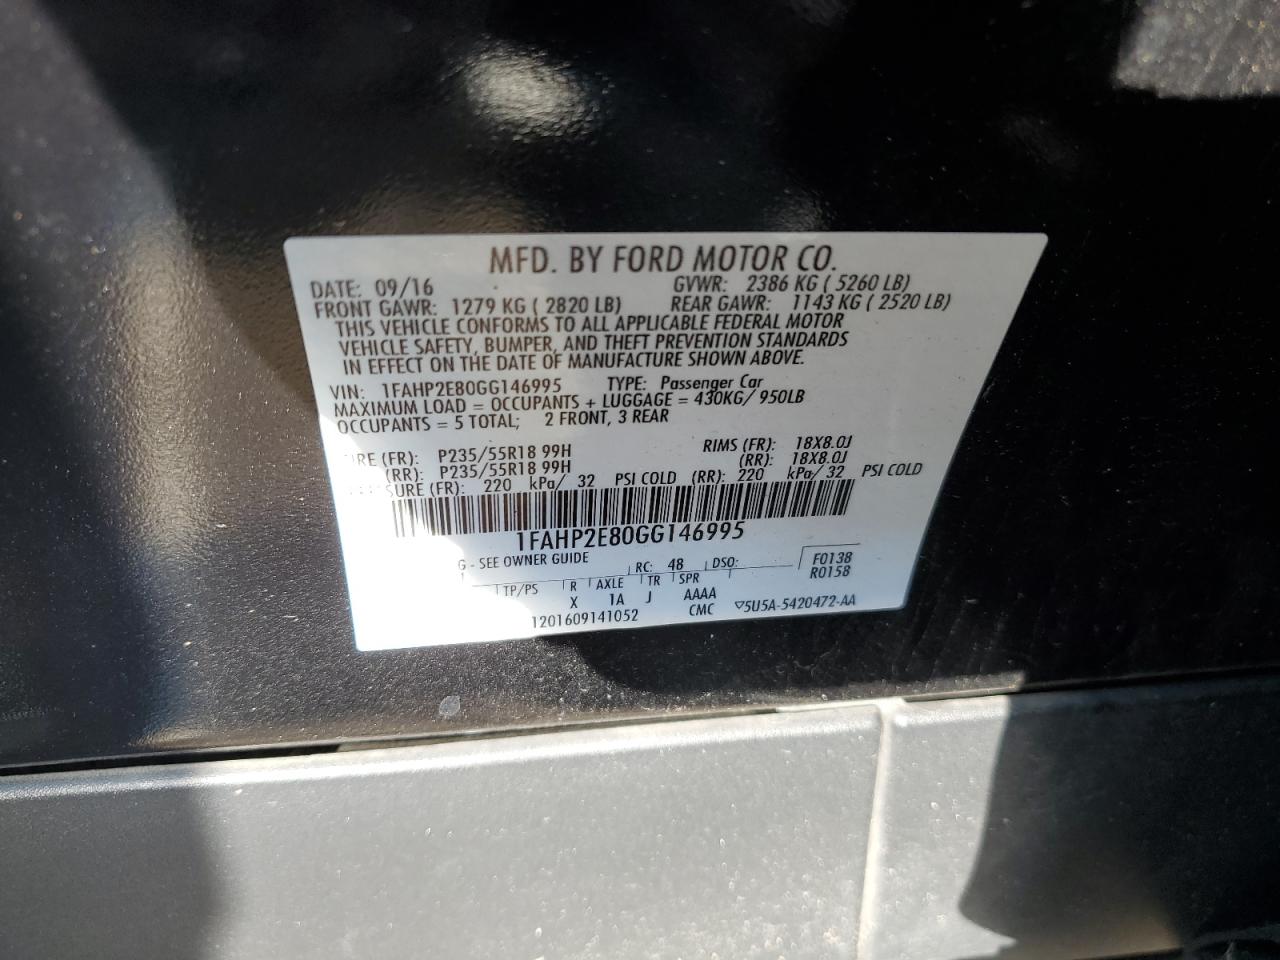 MFD. BY FORD MOTOR CO.
DATE: 09/16 GVWR: 2386 KG ( 5260 LB)
FRONT GAWR: 1279 KG ( 2820 LB) REAR GAWR: 1143 KG ( 2520 LB)
THIS VEHICLE CONFORMS TO ALL APPLICABLE FEDERAL MOTOR
VEHICLE SAFETY, BUMPER, AND THEFT PREVENTION STANDARDS
IN EFFECT ON THE DATE OF MANUFACTURE SHOWN ABOVE.
VIN: 1FAHP2E80GG146995 TYPE: Passenger Car
MAXIMUM LOAD = OCCUPANTS + LUGGAGE = 430KG/ 950LB
OCCUPANTS = 5 TOTAL; 2 FRONT, 3 REAR
(FR): P235/55R18 99H RIMS (FR): 18X8.0J
(RR): P235/55R18 99H (RR): 18X8.0J
(FR): 220 kPa/ 32 PSI COLD (RR): 220 kPa/ 32 PSI COLD
1FAHP2E80GG146995
- SEE OWNER GUIDE RC: 48 DSO: F0138
R0158
TP/PS R AXLE TR SPR
X 1A J AAAA
1201609141052 CMC ▽5U5A-5420472-AA